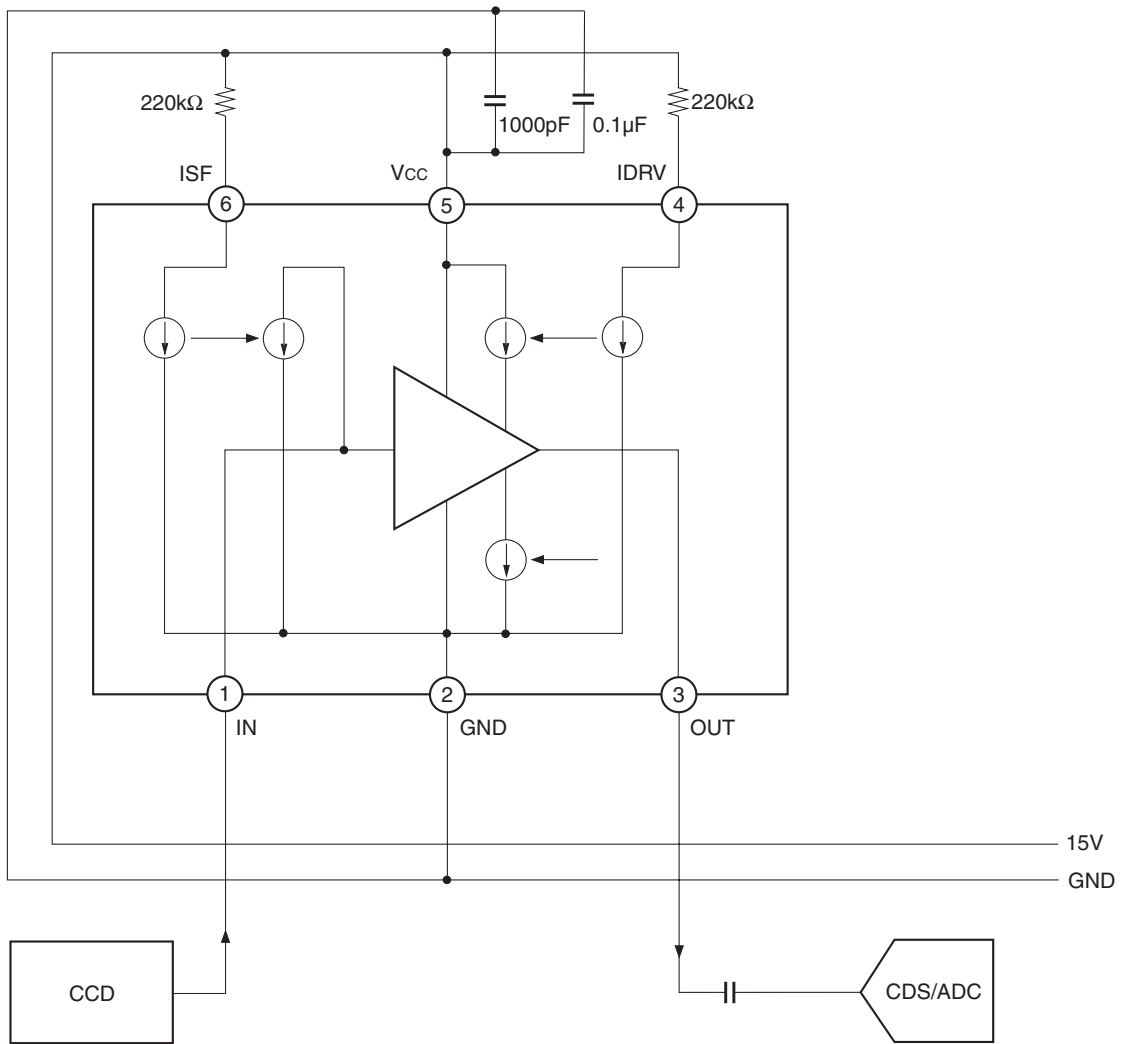 220kΩ
1000pF
0.1µF
220kΩ
ISF
VCC
IDRV
6
5
4
1
2
3
IN
GND
OUT
15V
GND
CCD
CDS/ADC